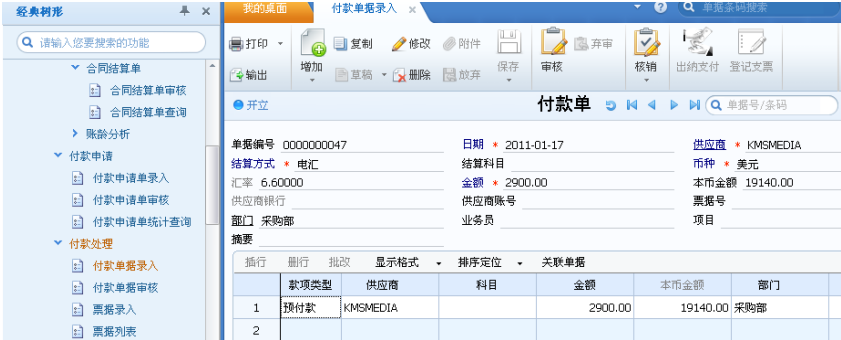 经典树形
我的桌面
付款单据录入
单据条码搜索
请输入您要搜索的功能
合同结算单
合同结算单审核
合同结算单查询
账龄分析
付款申请
付款申请单录入
付款申请单审核
付款申请单统计查询
付款处理
付款单据录入
付款单据审核
票据录入
票据列表
打印
输出
增加
复制 修改 附件
草稿 删除 放弃
保存
审核
弃审
核销
出纳支付
登记支票
开立
付款单
单据号/条码
单据编号 0000000047 日期 * 2011-01-17 供应商 * KMSMEDIA
结算方式 * 电汇 结算科目 币种 * 美元
汇率 6.60000 金额 * 2900.00 本币金额 19140.00
供应商银行 供应商账号 票据号
部门 采购部 业务员 项目
摘要
插行 删行 批改 显示格式 排序定位 关联单据
款项类型 供应商 科目 金额 本币金额 部门
1 预付款 KMSMEDIA 2900.00 19140.00 采购部
2